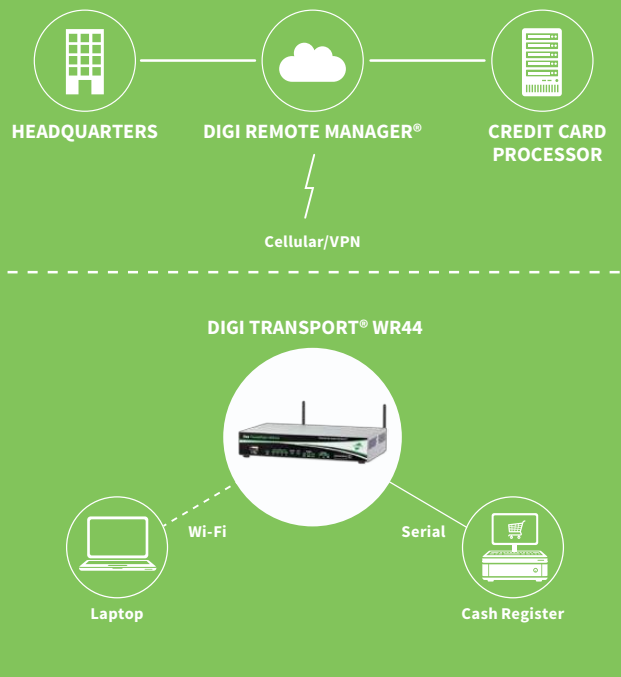 HEADQUARTERS
DIGI REMOTE MANAGER®
CREDIT CARD
PROCESSOR
Cellular/VPN
DIGI TRANSPORT® WR44
Wi-Fi
Serial
Laptop
Cash Register